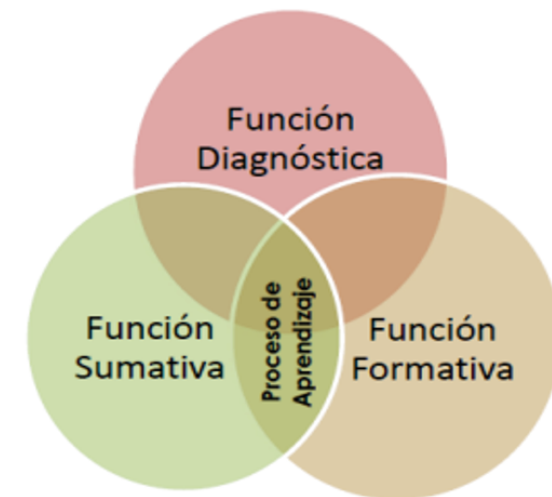 Función
Diagnóstica
Función
Sumativa
Proceso de
Aprendizaje
Función
Formativa